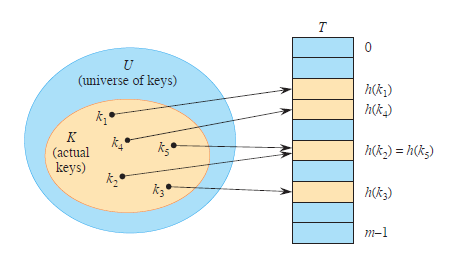 T
0
U
(universe of keys)
h(k₁)
h(k₄)
k₁
K
(actual
keys)
k₄
k₅
h(k₂) = h(k₅)
k₂
k₃
h(k₃)
m–1